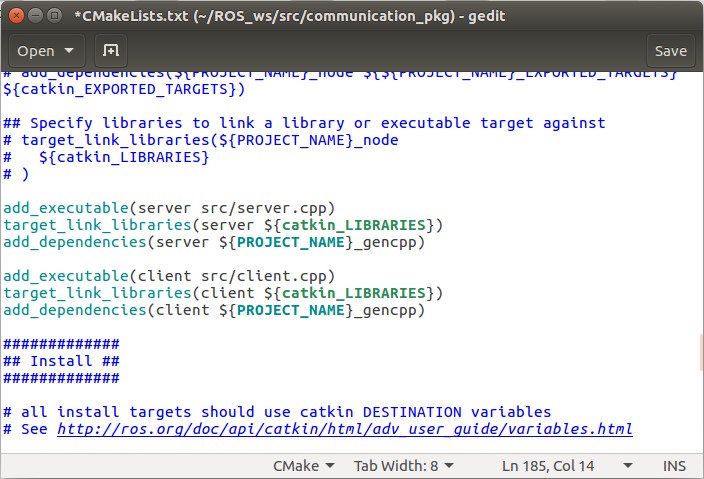 *CMakeLists.txt (~/ROS_ws/src/communication_pkg) - gedit
Open
Save
# add_dependencies(${PROJECT_NAME}_node ${${PROJECT_NAME}_EXPORTED_TARGETS}
${catkin_EXPORTED_TARGETS})
## Specify libraries to link a library or executable target against
# target_link_libraries(${PROJECT_NAME}_node
#   ${catkin_LIBRARIES}
# )
add_executable(server src/server.cpp)
target_link_libraries(server ${catkin_LIBRARIES})
add_dependencies(server ${PROJECT_NAME}_gencpp)
add_executable(client src/client.cpp)
target_link_libraries(client ${catkin_LIBRARIES})
add_dependencies(client ${PROJECT_NAME}_gencpp)
#############
## Install ##
#############
# all install targets should use catkin DESTINATION variables
# See http://ros.org/doc/api/catkin/html/adv_user_guide/variables.html
CMake Tab Width: 8 Ln 185, Col 14 INS